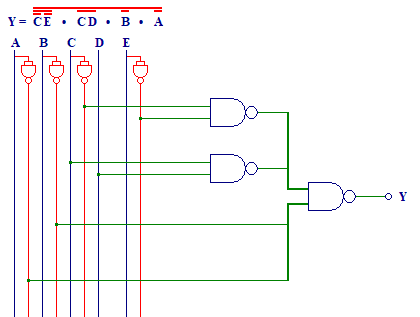 Y = CE · CD · B · A
A B C D E
Y